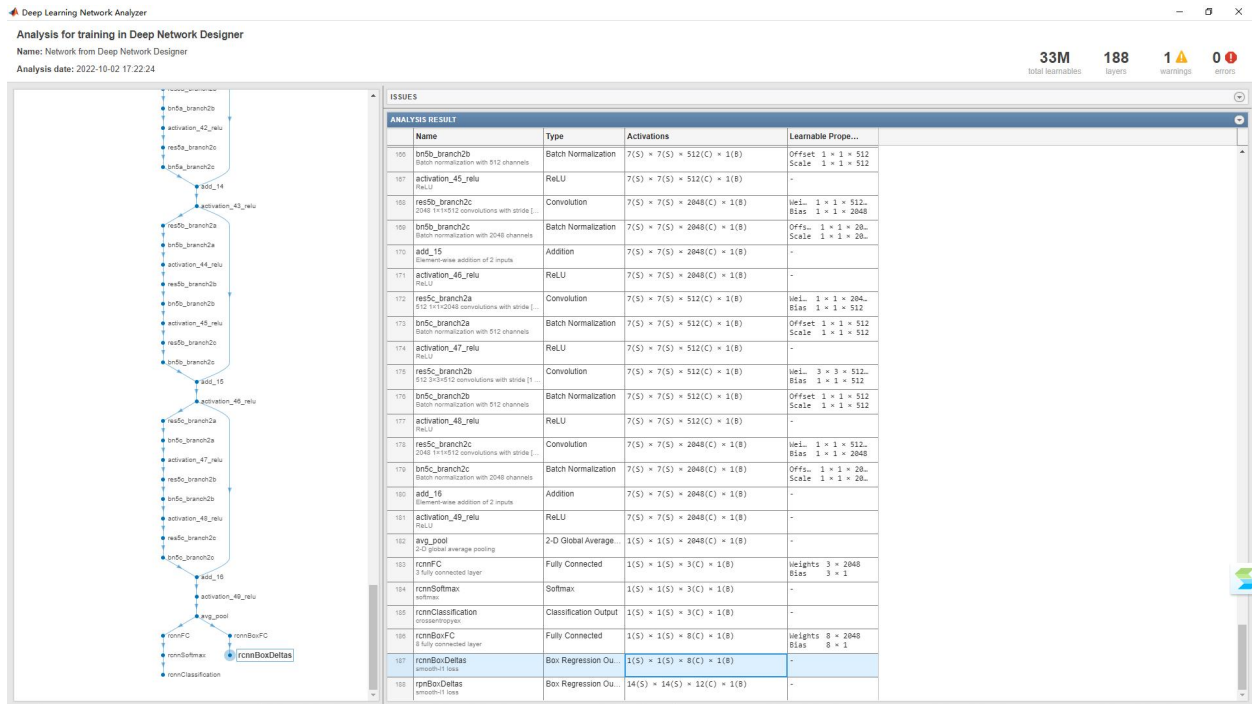 Deep Learning Network Analyzer
Analysis for training in Deep Network Designer
Name: Network from Deep Network Designer
Analysis date: 2022-10-02 17:22:24
33M total learnables
188 layers
1 warnings
0 errors
bn5a_branch2b
activation_42_relu
res5a_branch2c
bn5a_branch2c
add_14
activation_43_relu
res5b_branch2a
bn5b_branch2a
activation_44_relu
res5b_branch2b
bn5b_branch2b
activation_45_relu
res5b_branch2c
bn5b_branch2c
add_15
activation_46_relu
res5c_branch2a
bn5c_branch2a
activation_47_relu
res5c_branch2b
bn5c_branch2b
activation_48_relu
res5c_branch2c
bn5c_branch2c
add_16
activation_49_relu
avg_pool
rcnnFC rcnnBoxFC
rcnnSoftmax rcnnBoxDeltas
rcnnClassification
ISSUES
ANALYSIS RESULT
Name Type Activations Learnable Prope...
166 bn5b_branch2b Batch Normalization 7(S) × 7(S) × 512(C) × 1(B) Offset 1 × 1 × 512
Batch normalization with 512 channels Scale 1 × 1 × 512
167 activation_45_relu ReLU 7(S) × 7(S) × 512(C) × 1(B) -
ReLU
168 res5b_branch2c Convolution 7(S) × 7(S) × 2048(C) × 1(B) Wei… 1 × 1 × 512…
2048 1×1×512 convolutions with stride [... Bias 1 × 1 × 2048
169 bn5b_branch2c Batch Normalization 7(S) × 7(S) × 2048(C) × 1(B) Offs… 1 × 1 × 20…
Batch normalization with 2048 channels Scale 1 × 1 × 20…
170 add_15 Addition 7(S) × 7(S) × 2048(C) × 1(B) -
Element-wise addition of 2 inputs
171 activation_46_relu ReLU 7(S) × 7(S) × 2048(C) × 1(B) -
ReLU
172 res5c_branch2a Convolution 7(S) × 7(S) × 512(C) × 1(B) Wei… 1 × 1 × 204…
512 1×1×2048 convolutions with stride [... Bias 1 × 1 × 512
173 bn5c_branch2a Batch Normalization 7(S) × 7(S) × 512(C) × 1(B) Offset 1 × 1 × 512
Batch normalization with 512 channels Scale 1 × 1 × 512
174 activation_47_relu ReLU 7(S) × 7(S) × 512(C) × 1(B) -
ReLU
175 res5c_branch2b Convolution 7(S) × 7(S) × 512(C) × 1(B) Wei… 3 × 3 × 512…
512 3×3×512 convolutions with stride [1 ... Bias 1 × 1 × 512
176 bn5c_branch2b Batch Normalization 7(S) × 7(S) × 512(C) × 1(B) Offset 1 × 1 × 512
Batch normalization with 512 channels Scale 1 × 1 × 512
177 activation_48_relu ReLU 7(S) × 7(S) × 512(C) × 1(B) -
ReLU
178 res5c_branch2c Convolution 7(S) × 7(S) × 2048(C) × 1(B) Wei… 1 × 1 × 512…
2048 1×1×512 convolutions with stride [... Bias 1 × 1 × 2048
179 bn5c_branch2c Batch Normalization 7(S) × 7(S) × 2048(C) × 1(B) Offs… 1 × 1 × 20…
Batch normalization with 2048 channels Scale 1 × 1 × 20…
180 add_16 Addition 7(S) × 7(S) × 2048(C) × 1(B) -
Element-wise addition of 2 inputs
181 activation_49_relu ReLU 7(S) × 7(S) × 2048(C) × 1(B) -
ReLU
182 avg_pool 2-D Global Average... 1(S) × 1(S) × 2048(C) × 1(B) -
2-D global average pooling
183 rcnnFC Fully Connected 1(S) × 1(S) × 3(C) × 1(B) Weights 3 × 2048
3 fully connected layer Bias 3 × 1
184 rcnnSoftmax Softmax 1(S) × 1(S) × 3(C) × 1(B) -
softmax
185 rcnnClassification Classification Output 1(S) × 1(S) × 3(C) × 1(B) -
crossentropyex
186 rcnnBoxFC Fully Connected 1(S) × 1(S) × 8(C) × 1(B) Weights 8 × 2048
8 fully connected layer Bias 8 × 1
187 rcnnBoxDeltas Box Regression Ou... 1(S) × 1(S) × 8(C) × 1(B) -
smooth-l1 loss
188 rpnBoxDeltas Box Regression Ou... 14(S) × 14(S) × 12(C) × 1(B) -
smooth-l1 loss